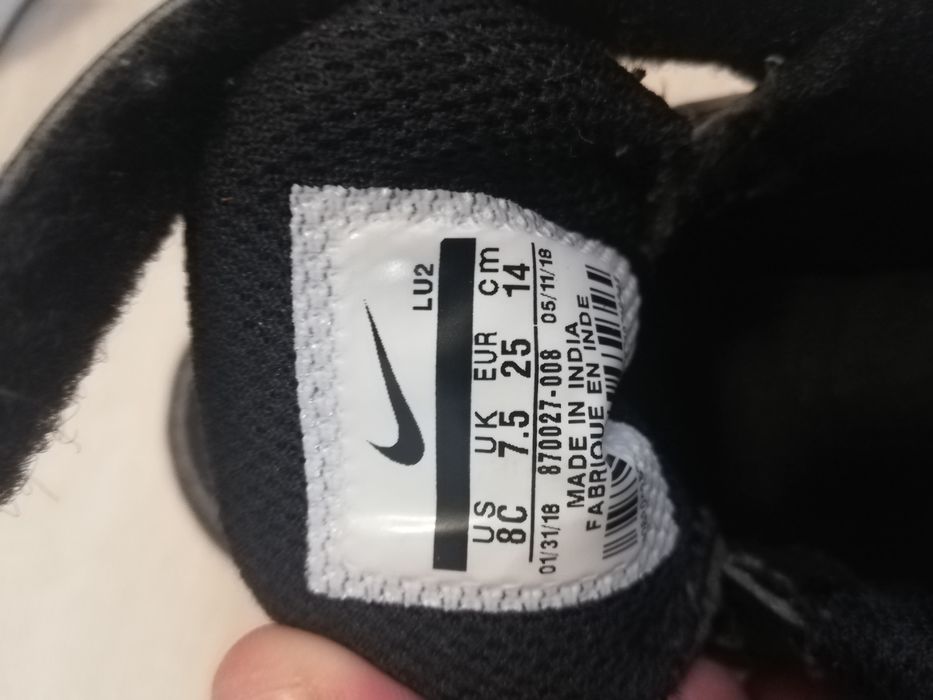 LU2
US UK EUR cm
8C 7.5 25 14
01/31/18 870027-008 05/11/18
MADE IN INDIA
FABRIQUE EN INDE